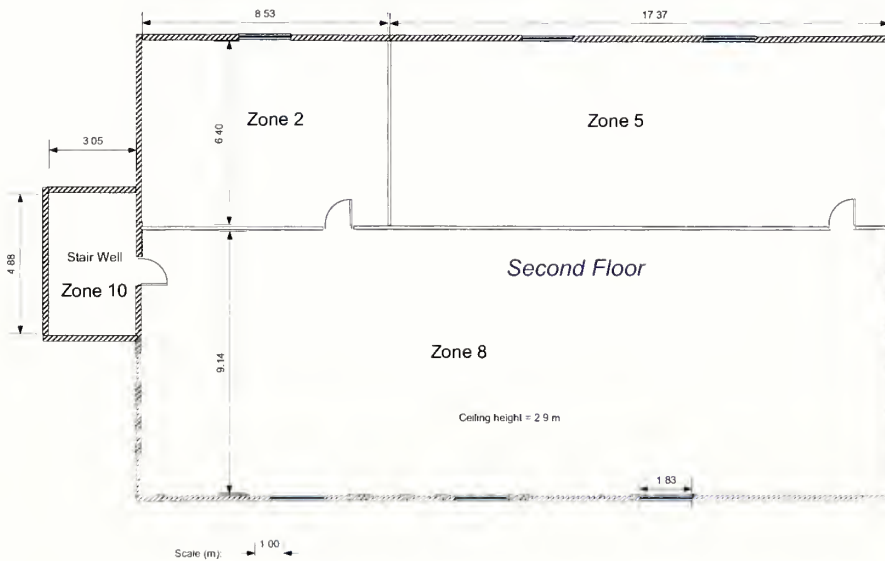 8 53
17 37
Zone 2
Zone 5
6.40
3 05
4 88
Stair Well
Zone 10
Second Floor
9.14
Zone 8
Ceiling height = 2 9 m
1 83
Scale (m):
1 00